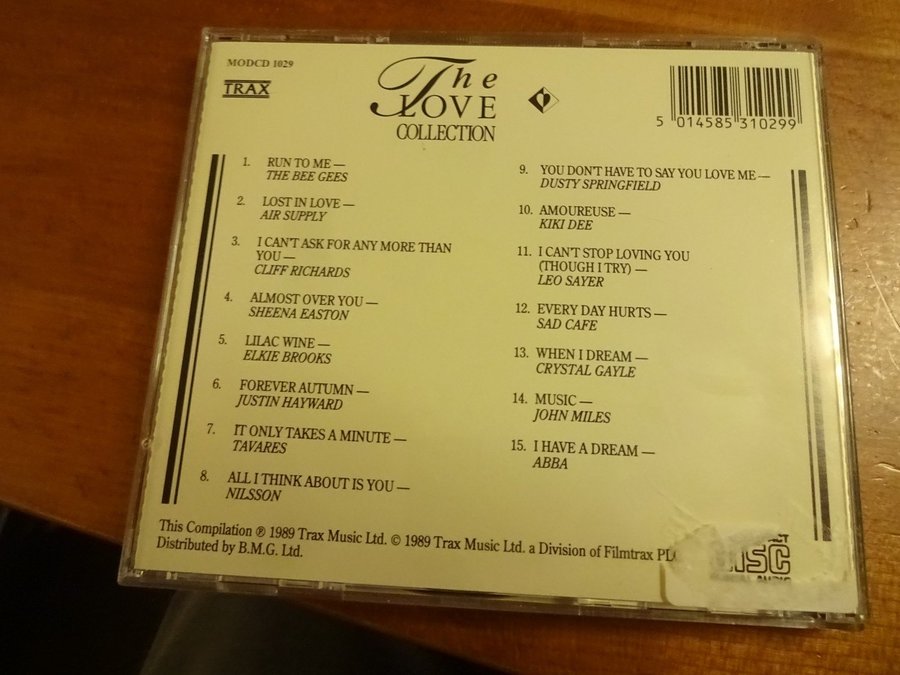 MODCD 1029
TRAX
The
LOVE
COLLECTION
5 014585 310299
1. RUN TO ME —
THE BEE GEES
2. LOST IN LOVE —
AIR SUPPLY
3. I CAN'T ASK FOR ANY MORE THAN
YOU —
CLIFF RICHARDS
4. ALMOST OVER YOU —
SHEENA EASTON
5. LILAC WINE —
ELKIE BROOKS
6. FOREVER AUTUMN —
JUSTIN HAYWARD
7. IT ONLY TAKES A MINUTE —
TAVARES
8. ALL I THINK ABOUT IS YOU —
NILSSON
9. YOU DON'T HAVE TO SAY YOU LOVE ME —
DUSTY SPRINGFIELD
10. AMOUREUSE —
KIKI DEE
11. I CAN'T STOP LOVING YOU
(THOUGH I TRY) —
LEO SAYER
12. EVERY DAY HURTS —
SAD CAFE
13. WHEN I DREAM —
CRYSTAL GAYLE
14. MUSIC —
JOHN MILES
15. I HAVE A DREAM —
ABBA
This Compilation ℗ 1989 Trax Music Ltd. © 1989 Trax Music Ltd. a Division of Filmtrax PLC
Distributed by B.M.G. Ltd.
DISC